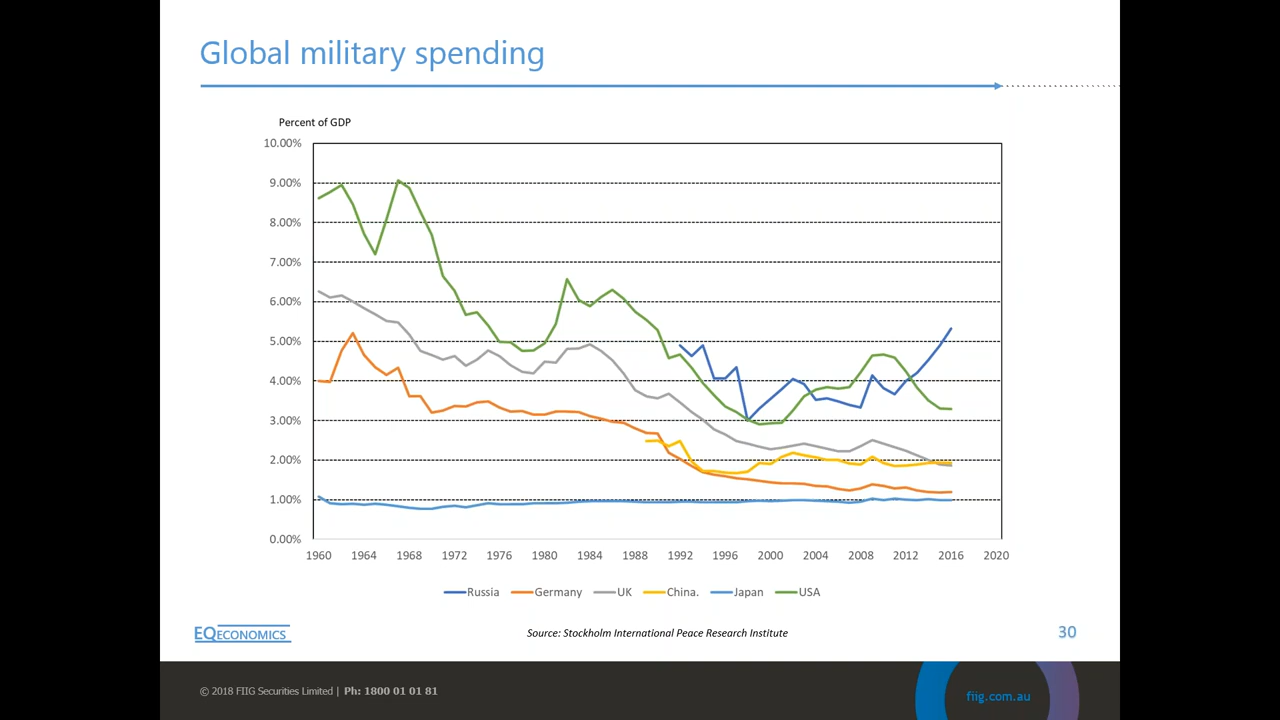 Global military spending
Percent of GDP
10.00%
9.00%
8.00%
7.00%
6.00%
5.00%
4.00%
3.00%
2.00%
1.00%
0.00%
1960 1964 1968 1972 1976 1980 1984 1988 1992 1996 2000 2004 2008 2012 2016 2020
Russia Germany UK China. Japan USA
EQECONOMICS
Source: Stockholm International Peace Research Institute
30
© 2018 FIIG Securities Limited | Ph: 1800 01 01 81
fiig.com.au